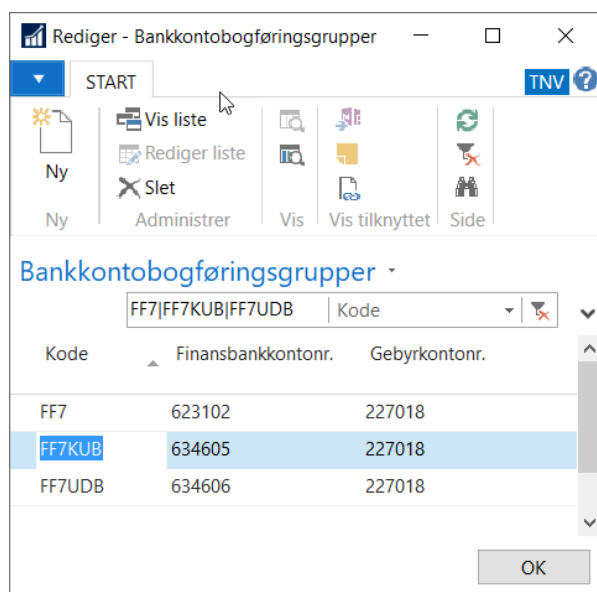 Rediger - Bankkontobogføringsgrupper
START
TNV
Ny
Vis liste
Rediger liste
Slet
Ny
Administrer
Vis
Vis tilknyttet
Side
Bankkontobogføringsgrupper
FF7|FF7KUB|FF7UDB Kode
Kode Finansbankkontonr. Gebyrkontonr.
FF7 623102 227018
FF7KUB 634605 227018
FF7UDB 634606 227018
OK